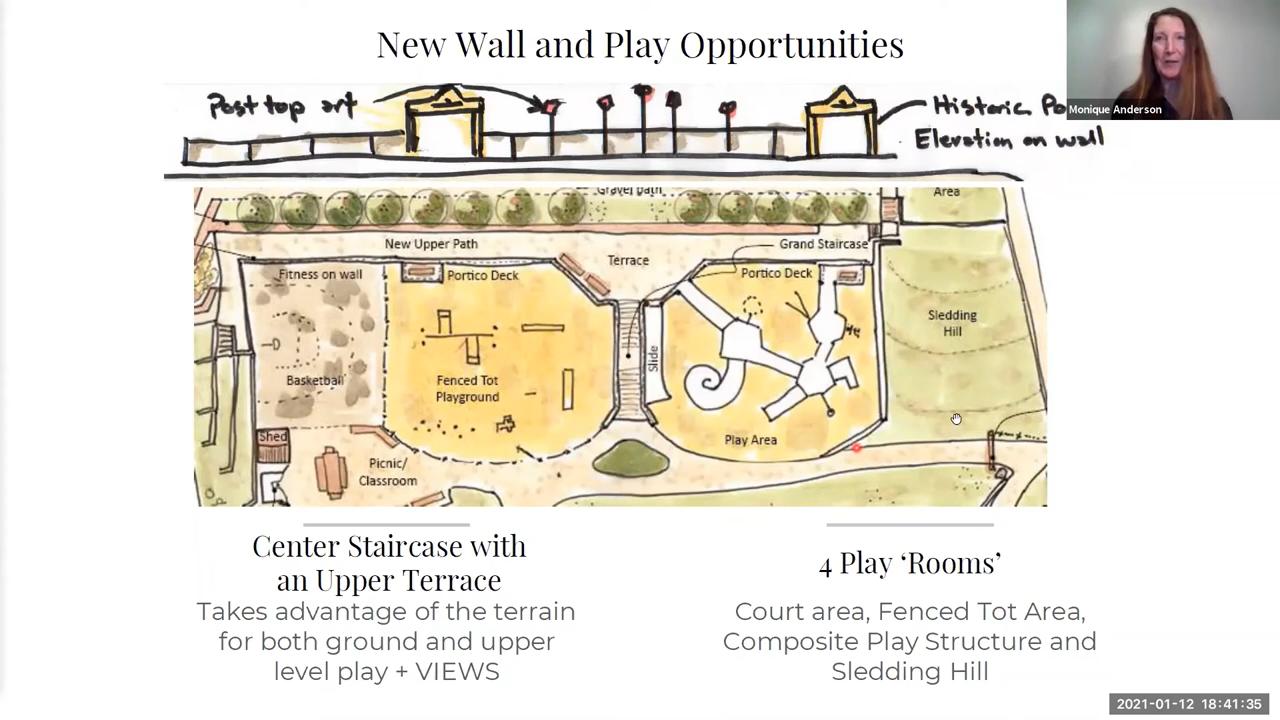 New Wall and Play Opportunities
Monique Anderson
Post top art
Historic
Elevation on wall
Gravel path
Area
New Upper Path
Terrace
Grand Staircase
Fitness on wall
Portico Deck
Portico Deck
Sledding
Hill
Slide
Basketball
Fenced Tot
Playground
Play Area
Shed
Picnic/
Classroom
Center Staircase with
an Upper Terrace
Takes advantage of the terrain
for both ground and upper
level play + VIEWS
4 Play ‘Rooms’
Court area, Fenced Tot Area,
Composite Play Structure and
Sledding Hill
2021-01-12 18:41:35